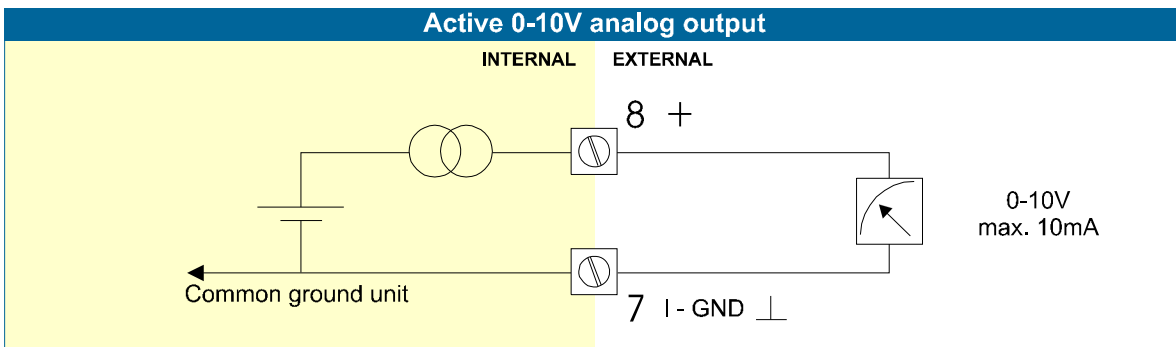 Active 0-10V analog output
INTERNAL EXTERNAL
8 +
0-10V
max. 10mA
Common ground unit
7 I - GND ⊥